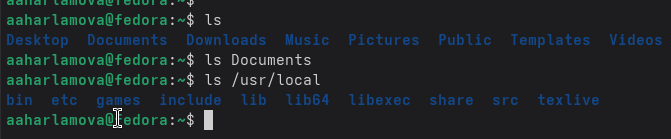 aaharlamova@fedora:~$
aaharlamova@fedora:~$ ls
Desktop Documents Downloads Music Pictures Public Templates Videos
aaharlamova@fedora:~$ ls Documents
aaharlamova@fedora:~$ ls /usr/local
bin etc games include lib lib64 libexec share src texlive
aaharlamova@fedora:~$